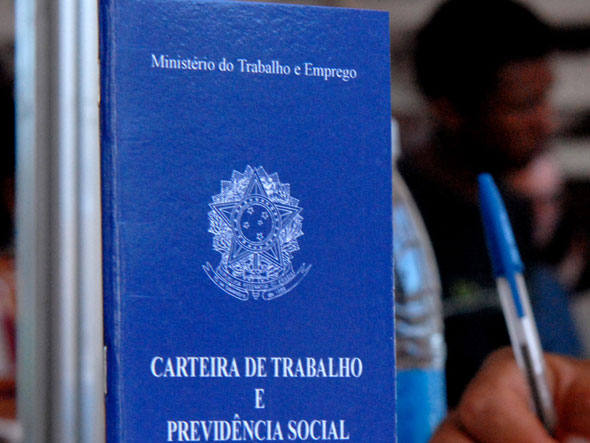 Ministério do Trabalho e Emprego
CARTEIRA DE TRABALHO
E
PREVIDÊNCIA SOCIAL